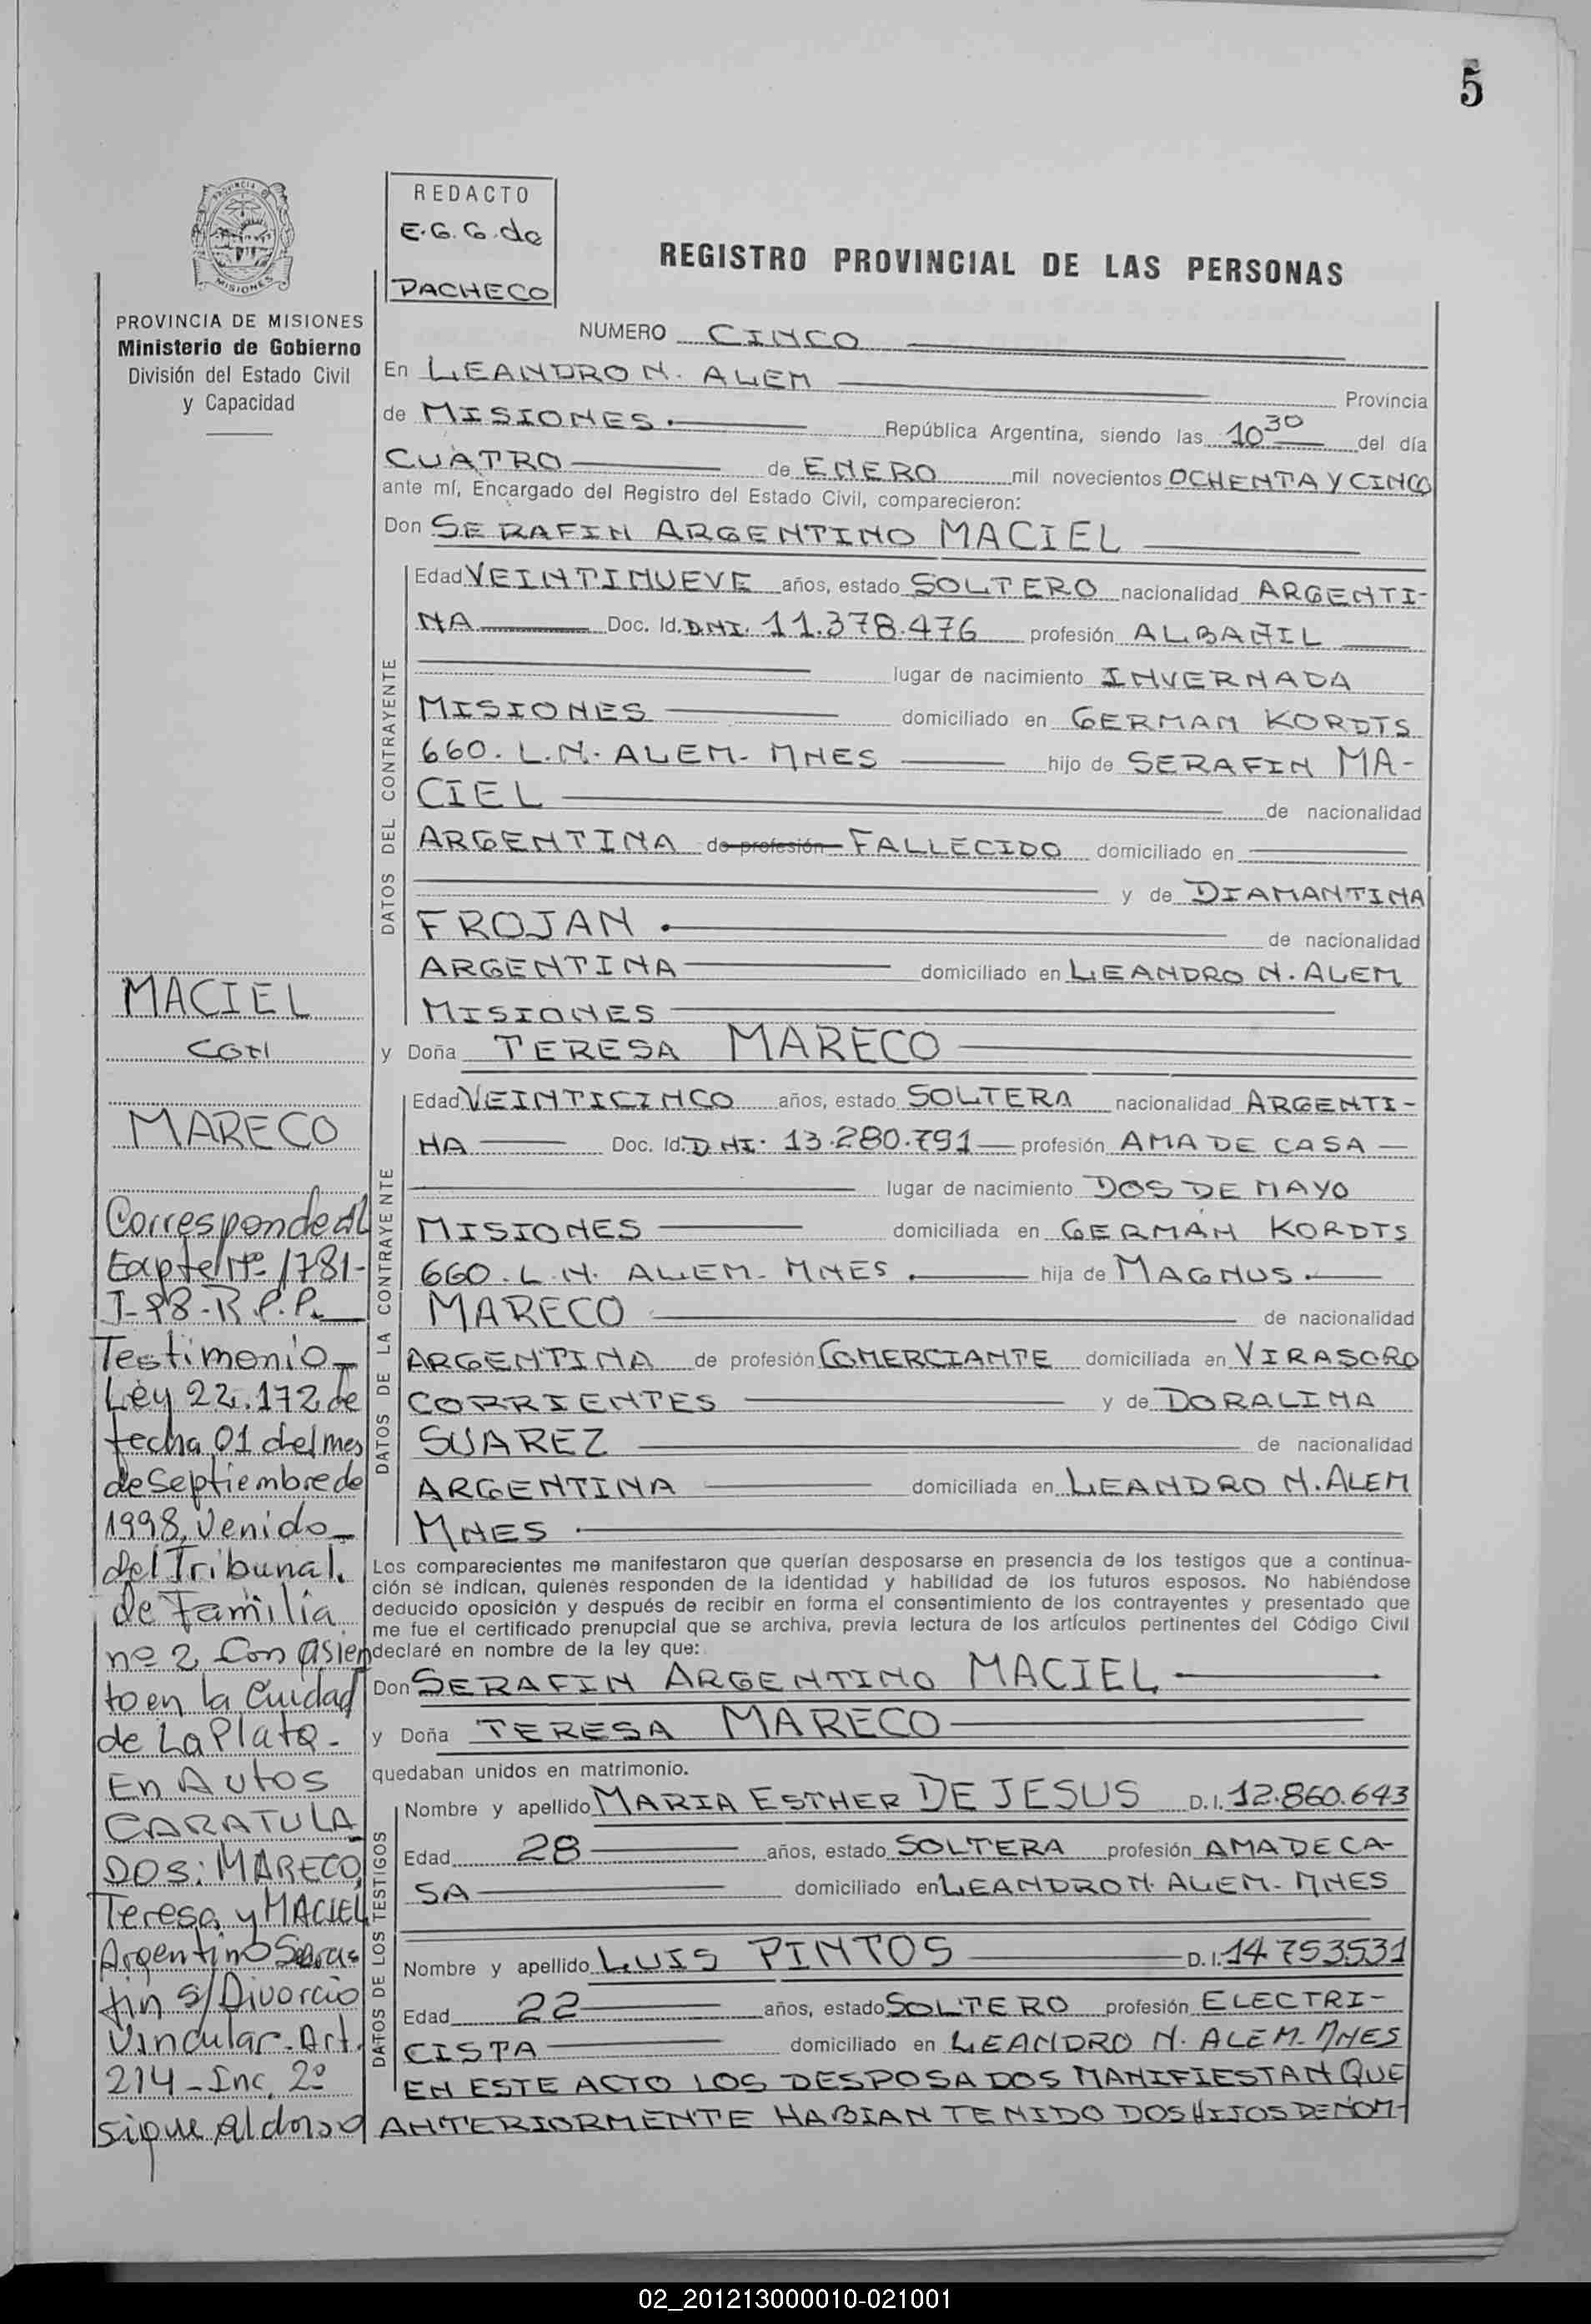 5
PROVINCIA
MISIONES
PROVINCIA DE MISIONES
Ministerio de Gobierno
División del Estado Civil
y Capacidad
REDACTO
E.G.G. de
PACHECO
REGISTRO PROVINCIAL DE LAS PERSONAS
NUMERO CINCO
En LEANDRO N. ALEM Provincia
de MISIONES. República Argentina, siendo las 10 30 del día
CUATRO de ENERO mil novecientos OCHENTA Y CINCO
ante mí, Encargado del Registro del Estado Civil, comparecieron:
Don SERAFIN ARGENTINO MACIEL
DATOS DEL CONTRAYENTE
Edad VEINTINUEVE años, estado SOLTERO nacionalidad ARGENTI-
NA Doc. Id. DNI. 11.378.476 profesión ALBAÑIL
lugar de nacimiento INVERNADA
MISIONES domiciliado en GERMAN KORDTS
660. L.N. ALEM- MNES hijo de SERAFIN MA-
CIEL de nacionalidad
ARGENTINA de profesión FALLECIDO domiciliado en
y de DIAMANTINA
FROJAN . de nacionalidad
ARGENTINA domiciliado en LEANDRO N. ALEM
MISIONES
y Doña TERESA MARECO
DATOS DE LA CONTRAYENTE
Edad VEINTICINCO años, estado SOLTERA nacionalidad ARGENTI-
NA Doc. Id. DNI. 13.280.791 profesión AMA DE CASA
lugar de nacimiento DOS DE MAYO
MISIONES domiciliada en GERMAN KORDTS
660. L.N. ALEM- MNES . hija de MAGNUS.
MARECO de nacionalidad
ARGENTINA de profesión COMERCIANTE domiciliada en VIRASORO
CORRIENTES y de DORALINA
SUAREZ de nacionalidad
ARGENTINA domiciliada en LEANDRO N. ALEM
MNES .
Los comparecientes me manifestaron que querían desposarse en presencia de los testigos que a continua-
ción se indican, quienes responden de la identidad y habilidad de los futuros esposos. No habiéndose
deducido oposición y después de recibir en forma el consentimiento de los contrayentes y presentado que
me fue el certificado prenupcial que se archiva, previa lectura de los artículos pertinentes del Código Civil
declaré en nombre de la ley que:
Don SERAFIN ARGENTINO MACIEL
y Doña TERESA MARECO
quedaban unidos en matrimonio.
DATOS DE LOS TESTIGOS
Nombre y apellido MARIA ESTHER DE JESUS D.I. 12.860.643
Edad 28 años, estado SOLTERA profesión AMA DE CA-
SA domiciliado en LEANDRO N. ALEM- MNES
Nombre y apellido LUIS PINTOS D.I. 14.753531
Edad 22 años, estado SOLTERO profesión ELECTRI-
CISTA domiciliado en LEANDRO N. ALEM- MNES
EN ESTE ACTO LOS DESPOSADOS MANIFIESTAN QUE
ANTERIORMENTE HABIAN TENIDO DOS HIJOS DENOM-
MACIEL
CON
MARECO
Corresponde al
Expte Nº 1781-
J-98-R.P.P.
Testimonio
Ley 22.172 de
fecha 01 del mes
de Septiembre de
1998, Venido
del Tribunal.
de Familia
nº 2 Con asien
to en la Cuidad
de La Plata-
En Autos
CARATULA
DOS: MARECO
Teresa y MACIEL
Argentino Sera
fin s/ Divorcio
Vincular-Art.
214-Inc. 2º
Sigue al dorso
02_201213000010-021001